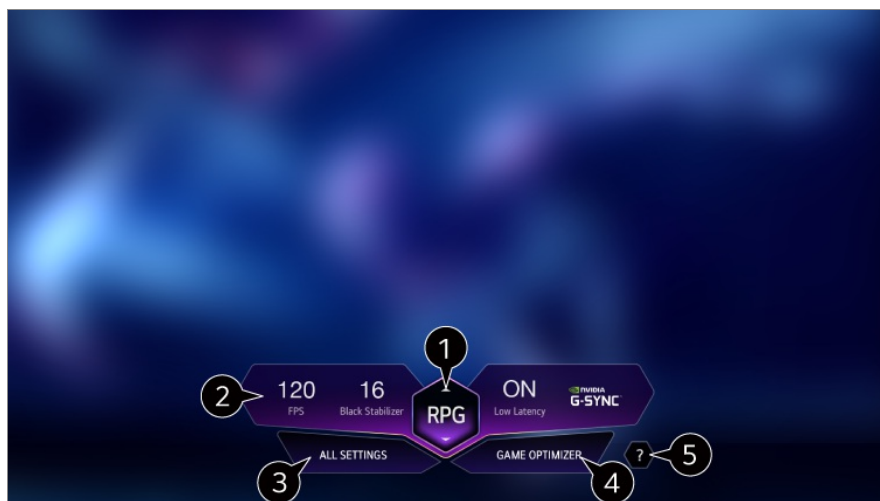 1
2
120 16 ON NVIDIA
FPS Black Stabilizer RPG Low Latency G-SYNC
ALL SETTINGS GAME OPTIMIZER ? 5
3 4